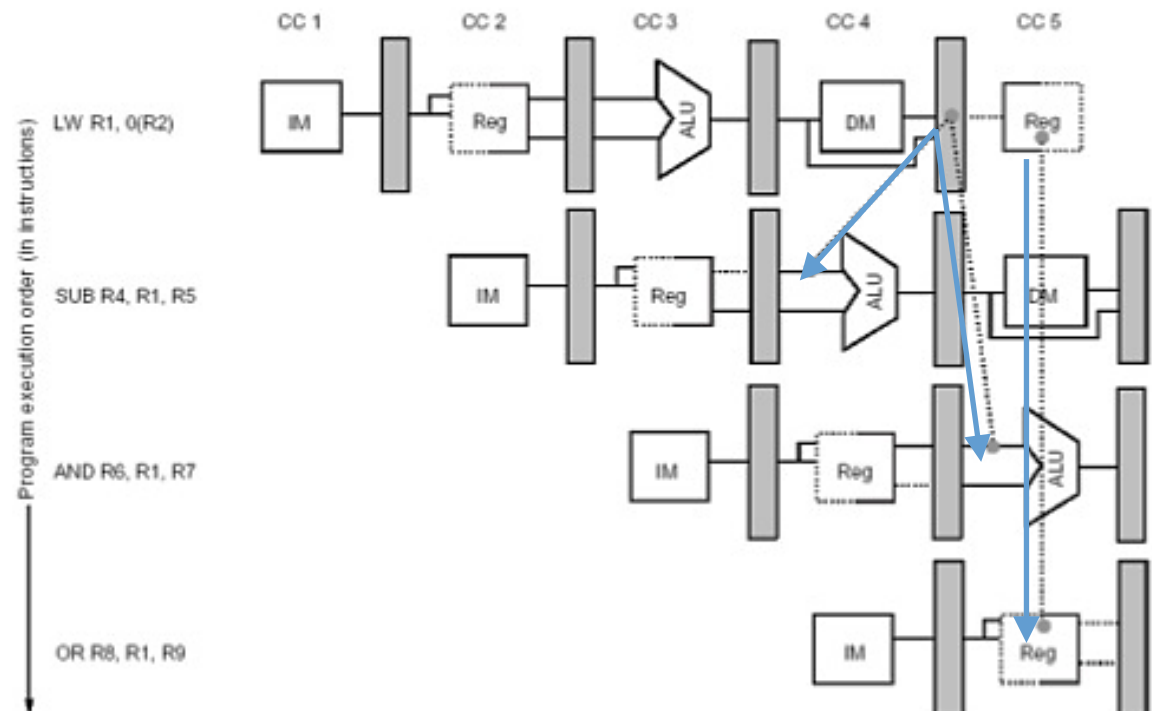 CC 1 CC 2 CC 3 CC 4 CC 5
Program execution order (in instructions)
LW R1, 0(R2)
IM Reg ALU DM Reg
SUB R4, R1, R5
IM Reg ALU DM
AND R6, R1, R7
IM Reg ALU
OR R8, R1, R9
IM Reg